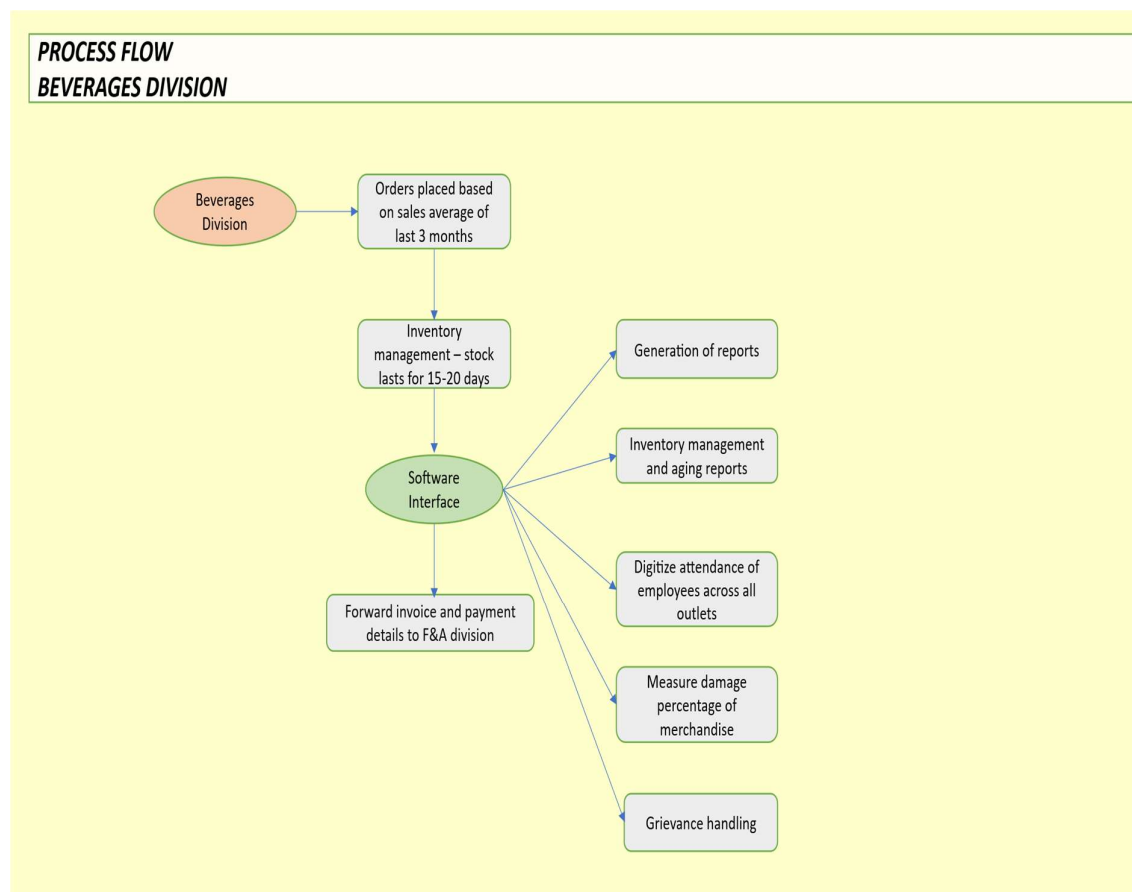 PROCESS FLOW
BEVERAGES DIVISION
Beverages
Division
Orders placed based
on sales average of
last 3 months
Inventory
management – stock
lasts for 15-20 days
Software
Interface
Forward invoice and payment
details to F&A division
Generation of reports
Inventory management
and aging reports
Digitize attendance of
employees across all
outlets
Measure damage
percentage of
merchandise
Grievance handling